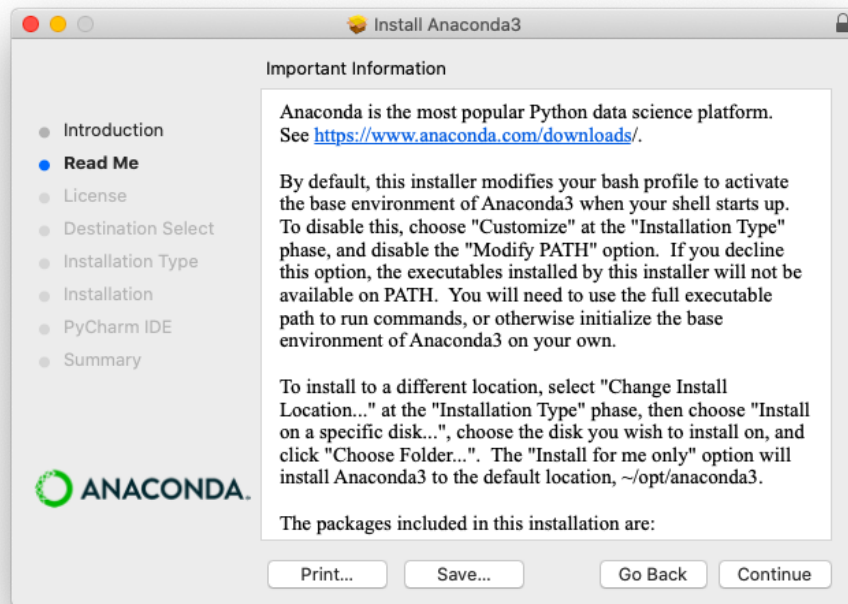 Install Anaconda3
Important Information
Introduction
Read Me
License
Destination Select
Installation Type
Installation
PyCharm IDE
Summary
ANACONDA.
Anaconda is the most popular Python data science platform.
See https://www.anaconda.com/downloads/.
By default, this installer modifies your bash profile to activate
the base environment of Anaconda3 when your shell starts up.
To disable this, choose "Customize" at the "Installation Type"
phase, and disable the "Modify PATH" option.  If you decline
this option, the executables installed by this installer will not be
available on PATH.  You will need to use the full executable
path to run commands, or otherwise initialize the base
environment of Anaconda3 on your own.
To install to a different location, select "Change Install
Location..." at the "Installation Type" phase, then choose "Install
on a specific disk...", choose the disk you wish to install on, and
click "Choose Folder...".  The "Install for me only" option will
install Anaconda3 to the default location, ~/opt/anaconda3.
The packages included in this installation are:
Print...
Save...
Go Back
Continue